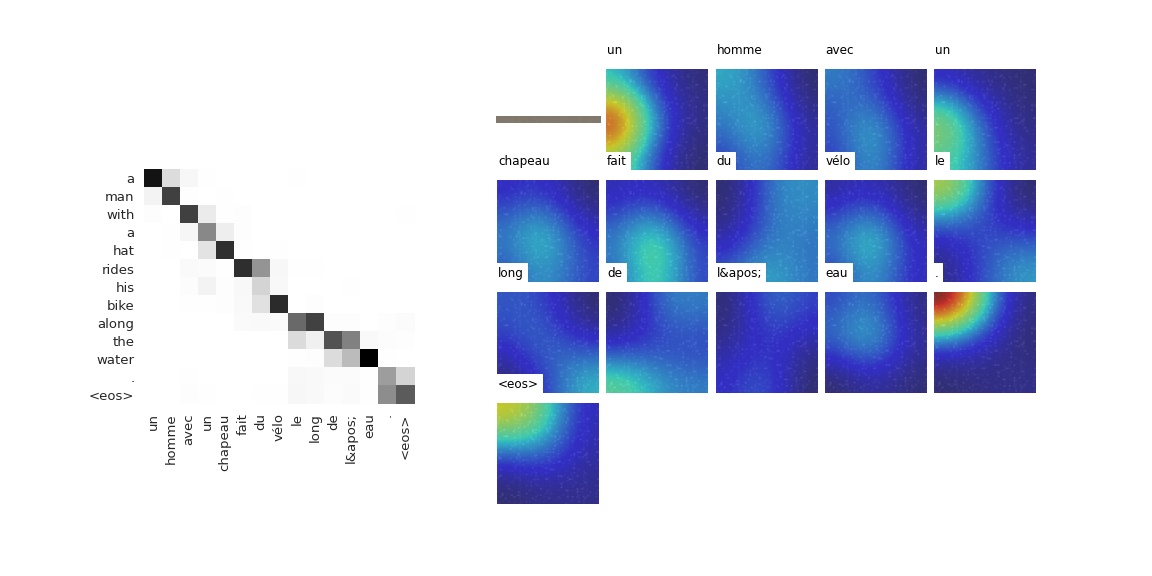 a
man
with
a
hat
rides
his
bike
along
the
water
.
<eos>
un
homme
avec
un
chapeau
fait
du
vélo
le
long
de
l&apos;
eau
.
<eos>
un homme avec un
chapeau fait du vélo le
long de l&apos; eau .
<eos>